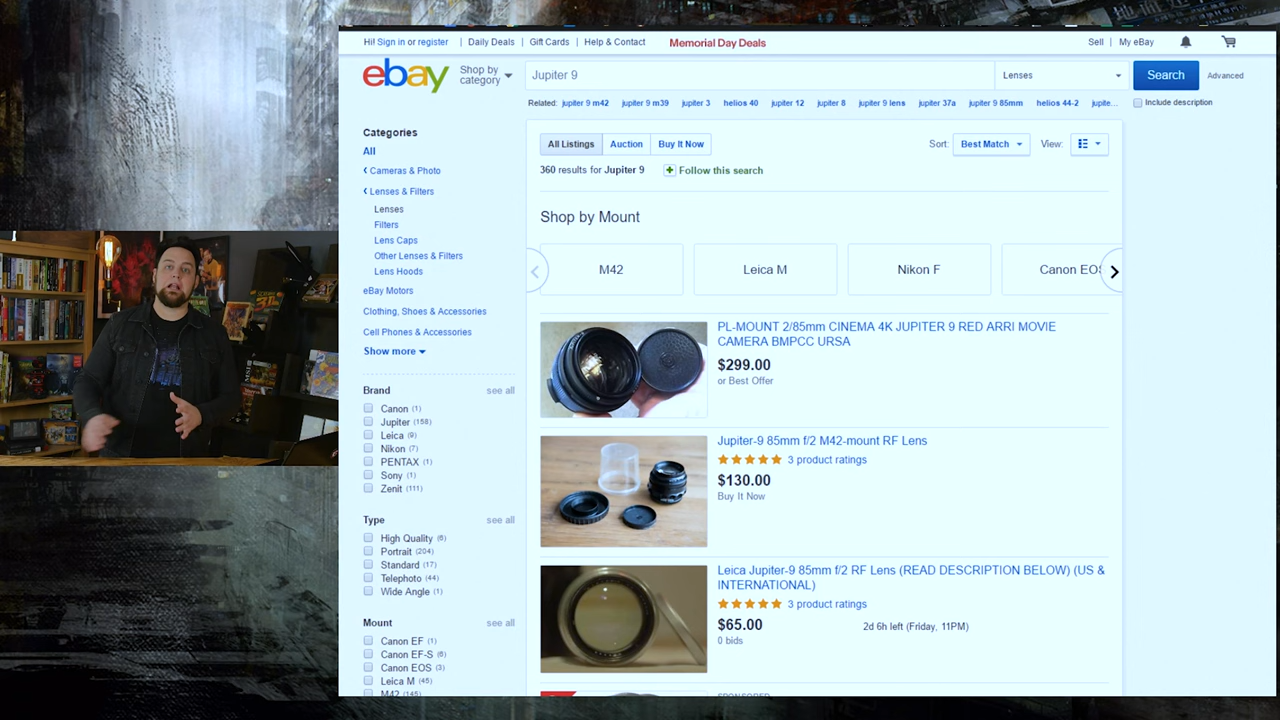 Hi! Sign in or register | Daily Deals | Gift Cards | Help & Contact Memorial Day Deals Sell | My eBay
ebay Shop by category Jupiter 9 Lenses Search Advanced
Related: jupiter 9 m42 jupiter 9 m39 jupiter 3 helios 40 jupiter 12 jupiter 8 jupiter 9 lens jupiter 37a jupiter 9 85mm helios 44-2 jupite... Include description
Categories
All
Cameras & Photo
Lenses & Filters
Lenses
Filters
Lens Caps
Other Lenses & Filters
Lens Hoods
eBay Motors
Clothing, Shoes & Accessories
Cell Phones & Accessories
Show more
Brand see all
Canon (1)
Jupiter (158)
Leica (9)
Nikon (7)
PENTAX (1)
Sony (1)
Zenit (111)
Type see all
High Quality (6)
Portrait (204)
Standard (17)
Telephoto (44)
Wide Angle (1)
Mount see all
Canon EF (1)
Canon EF-S (6)
Canon EOS (3)
Leica M (45)
M42 (145)
All Listings Auction Buy It Now Sort: Best Match View:
360 results for Jupiter 9 Follow this search
Shop by Mount
M42 Leica M Nikon F Canon EOS
PL-MOUNT 2/85mm CINEMA 4K JUPITER 9 RED ARRI MOVIE
CAMERA BMPCC URSA
$299.00
or Best Offer
Jupiter-9 85mm f/2 M42-mount RF Lens
3 product ratings
$130.00
Buy It Now
Leica Jupiter-9 85mm f/2 RF Lens (READ DESCRIPTION BELOW) (US &
INTERNATIONAL)
3 product ratings
$65.00 2d 6h left (Friday, 11PM)
0 bids
SPONSORED